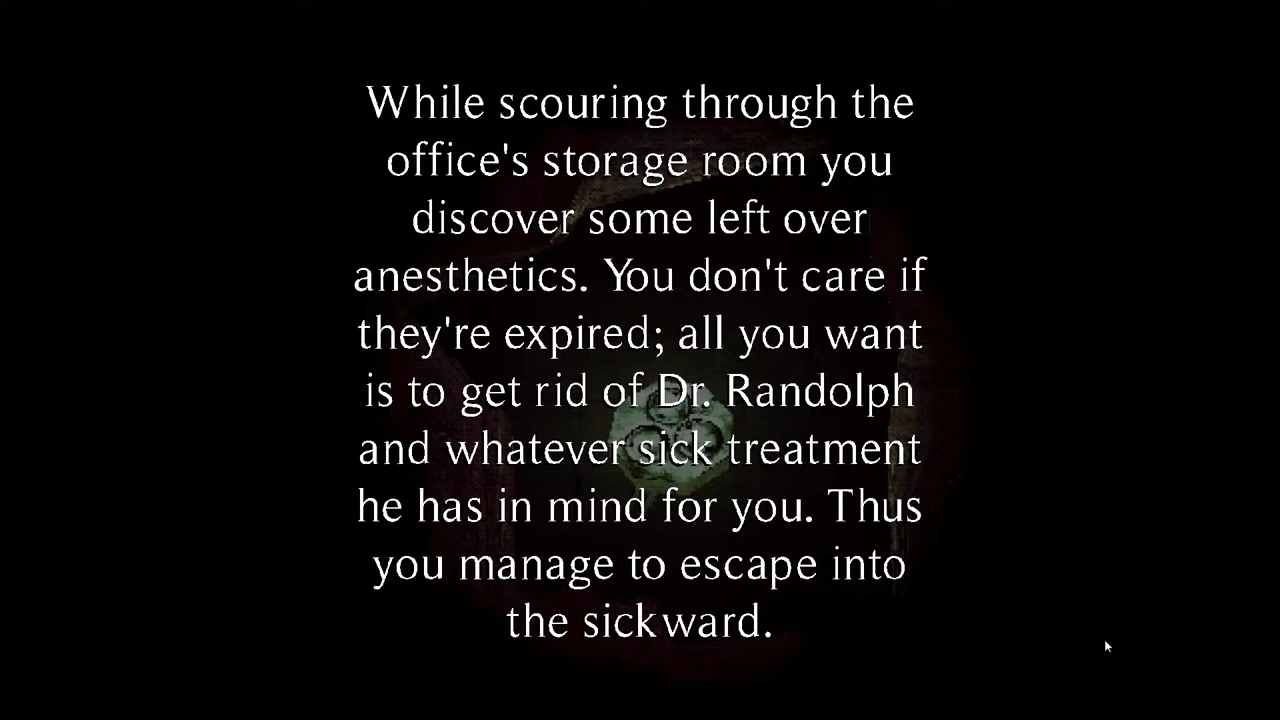 While scouring through the
office's storage room you
discover some left over
anesthetics. You don't care if
they're expired; all you want
is to get rid of Dr. Randolph
and whatever sick treatment
he has in mind for you. Thus
you manage to escape into
the sickward.